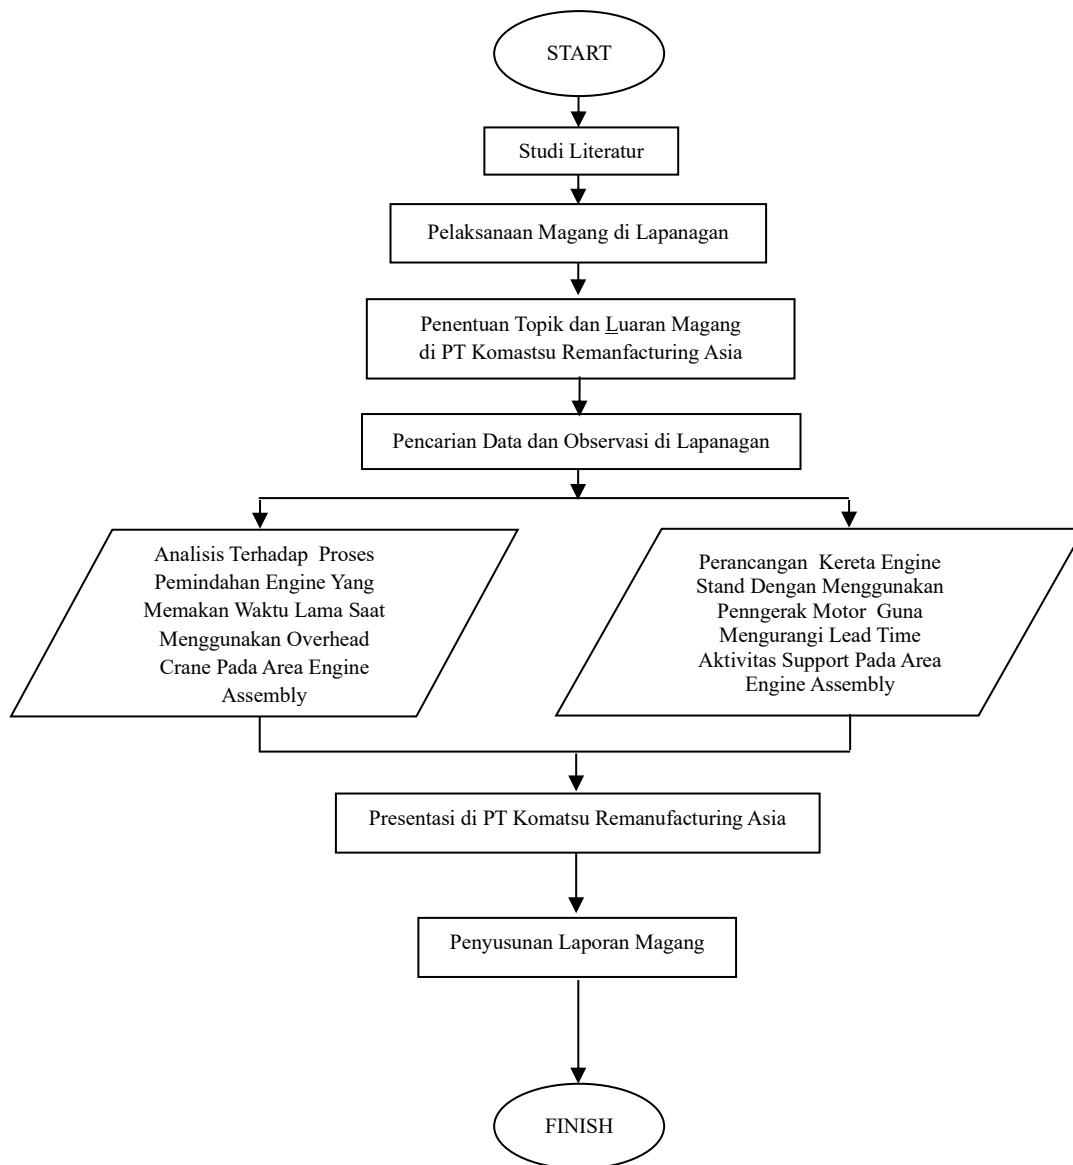 START
Studi Literatur
Pelaksanaan Magang di Lapanagan
Penentuan Topik dan Luaran Magang
di PT Komastsu Remanfacturing Asia
Pencarian Data dan Observasi di Lapanagan
Analisis Terhadap Proses
Pemindahan Engine Yang
Memakan Waktu Lama Saat
Menggunakan Overhead
Crane Pada Area Engine
Assembly
Perancangan Kereta Engine
Stand Dengan Menggunakan
Penngerak Motor Guna
Mengurangi Lead Time
Aktivitas Support Pada Area
Engine Assembly
Presentasi di PT Komatsu Remanufacturing Asia
Penyusunan Laporan Magang
FINISH